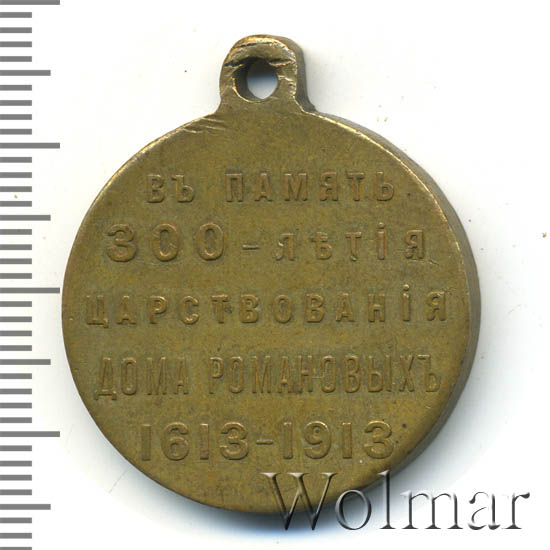 ВЪ ПАМЯТЬ
300-ЛѢТІЯ
ЦАРСТВОВАНІЯ
ДОМА РОМАНОВЫХЪ
1613-1913
Wolmar